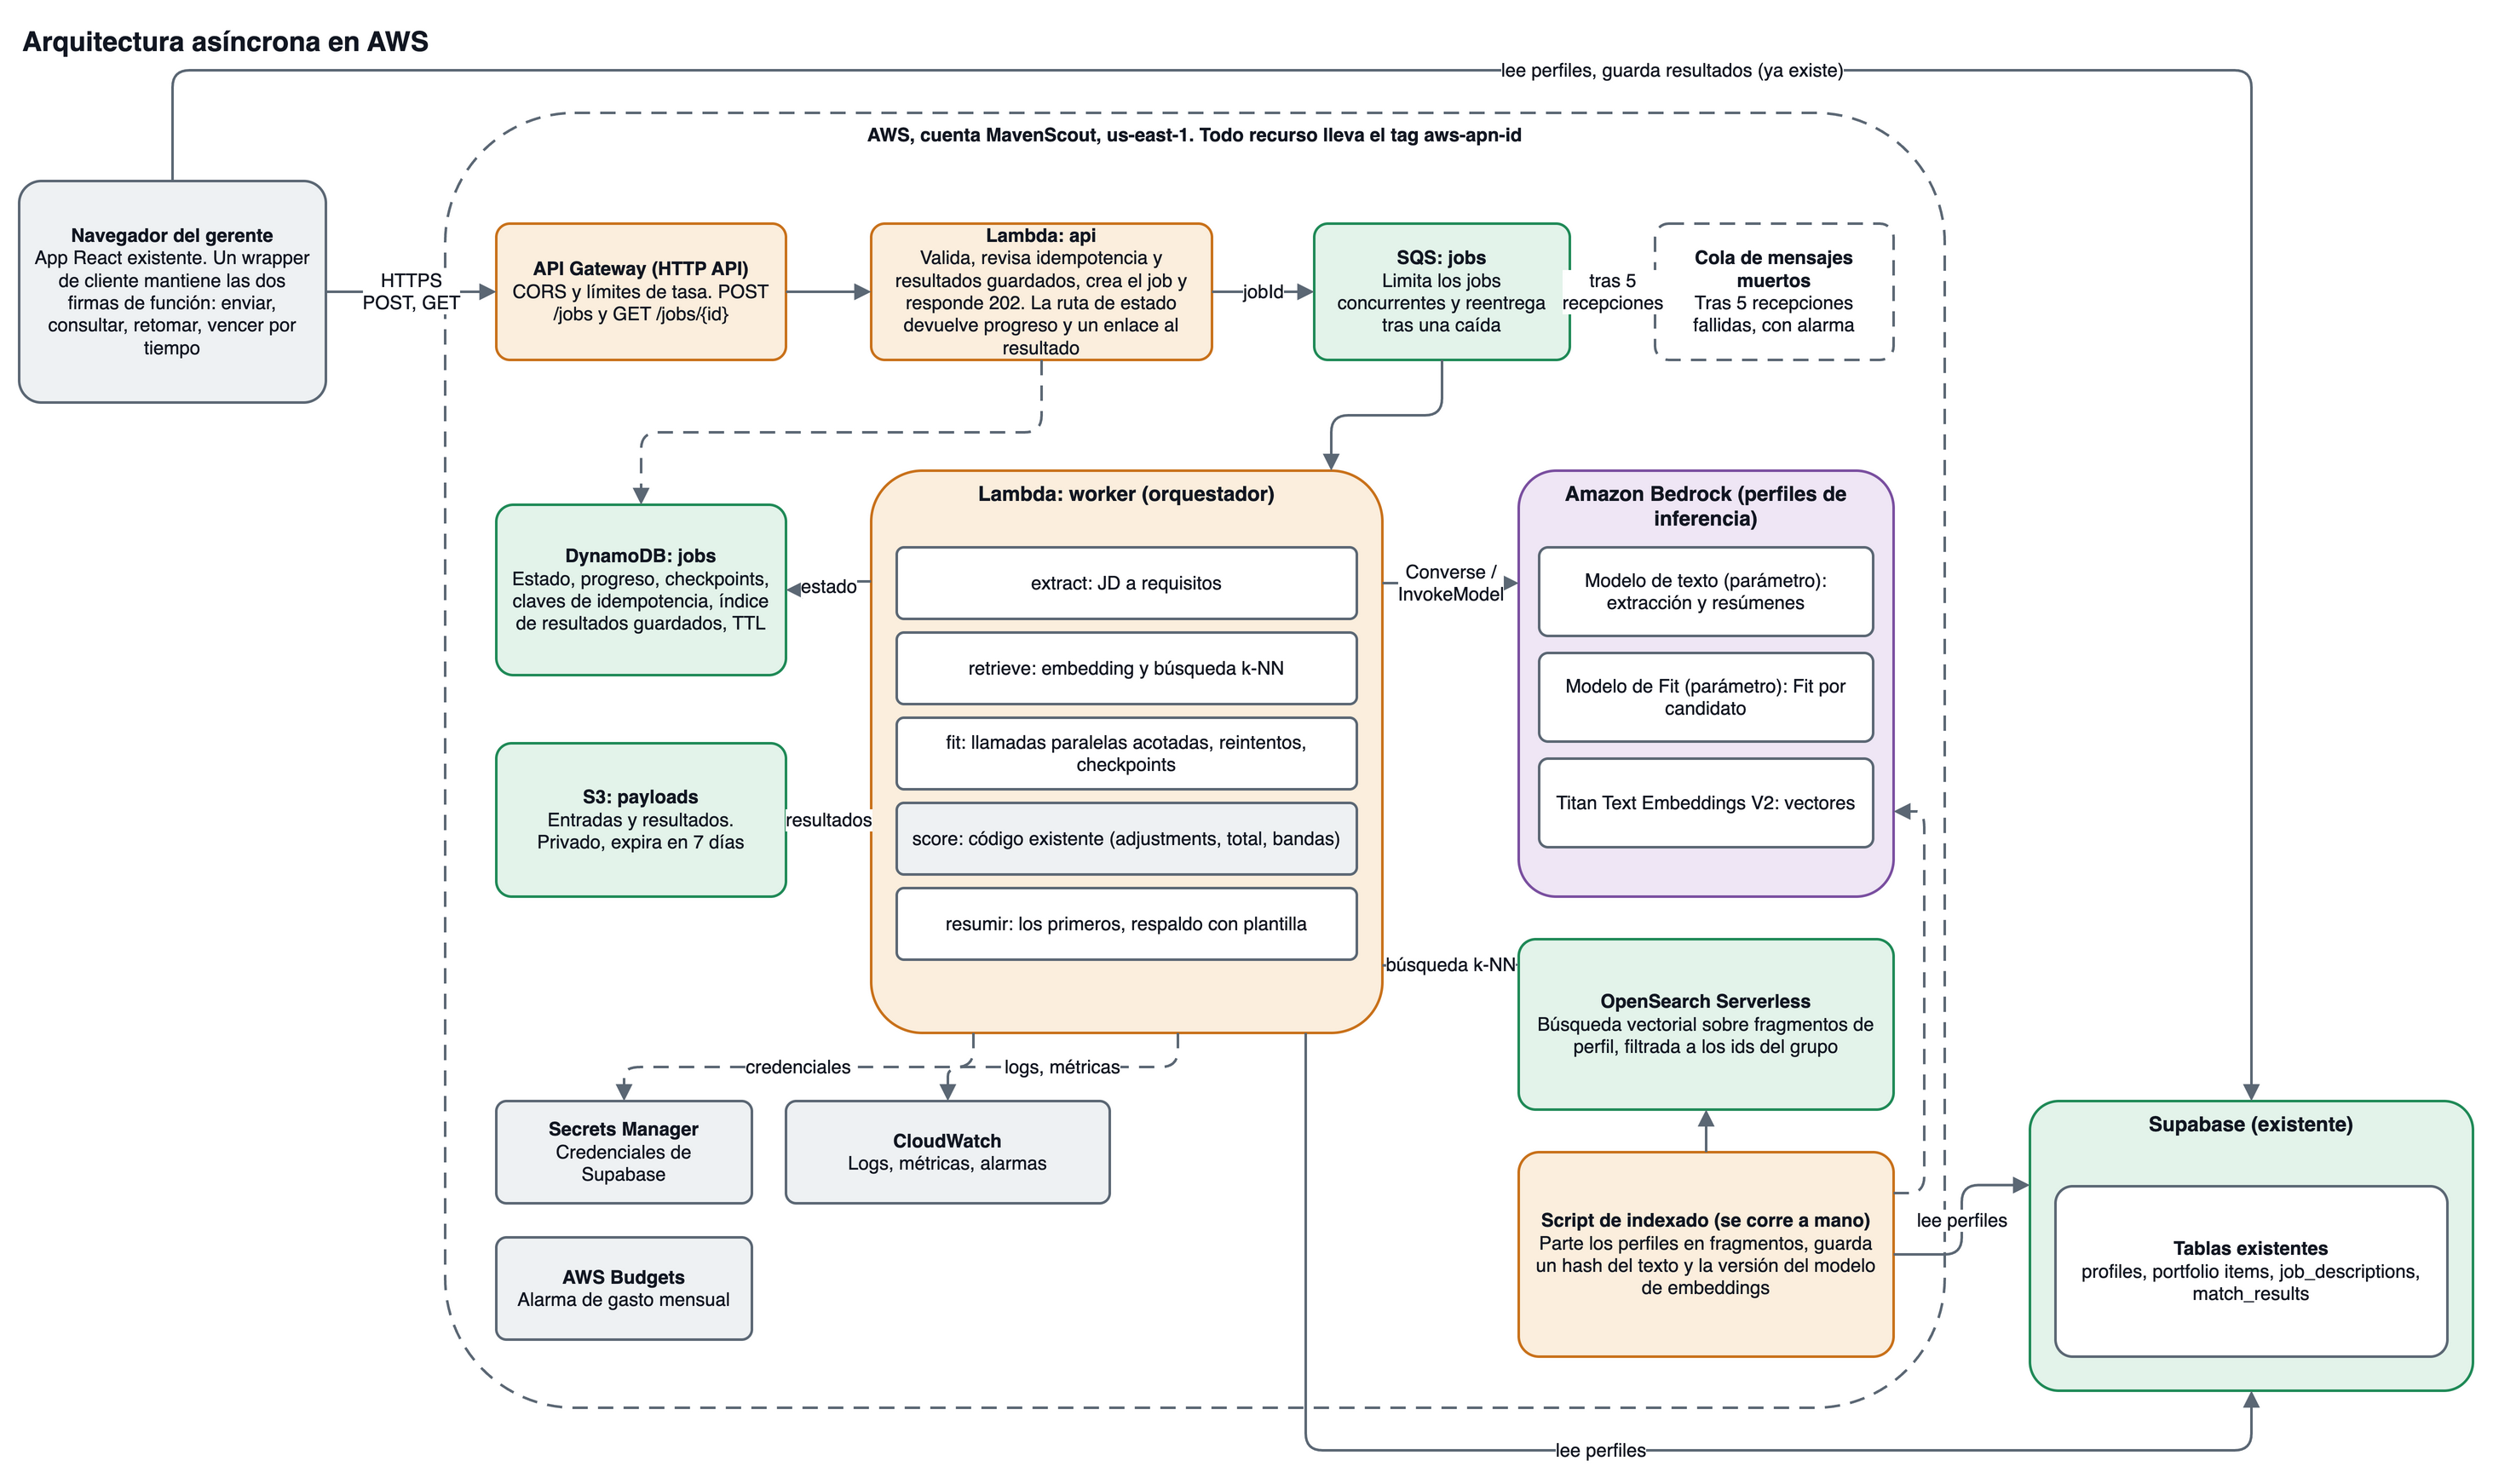 Arquitectura asíncrona en AWS
lee perfiles, guarda resultados (ya existe)
AWS, cuenta MavenScout, us-east-1. Todo recurso lleva el tag aws-apn-id
Navegador del gerente
App React existente. Un wrapper
de cliente mantiene las dos
firmas de función: enviar,
consultar, retomar, vencer por
tiempo
HTTPS
POST, GET
API Gateway (HTTP API)
CORS y límites de tasa. POST
/jobs y GET /jobs/{id}
Lambda: api
Valida, revisa idempotencia y
resultados guardados, crea el job y
responde 202. La ruta de estado
devuelve progreso y un enlace al
resultado
jobId
SQS: jobs
Limita los jobs
concurrentes y reentrega
tras una caída
tras 5
recepciones
Cola de mensajes
muertos
Tras 5 recepciones
fallidas, con alarma
DynamoDB: jobs
Estado, progreso, checkpoints,
claves de idempotencia, índice
de resultados guardados, TTL
estado
S3: payloads
Entradas y resultados.
Privado, expira en 7 días
resultados
Lambda: worker (orquestador)
extract: JD a requisitos
retrieve: embedding y búsqueda k-NN
fit: llamadas paralelas acotadas, reintentos,
checkpoints
score: código existente (adjustments, total, bandas)
resumir: los primeros, respaldo con plantilla
Converse /
InvokeModel
Amazon Bedrock (perfiles de
inferencia)
Modelo de texto (parámetro):
extracción y resúmenes
Modelo de Fit (parámetro): Fit por
candidato
Titan Text Embeddings V2: vectores
búsqueda k-NN
OpenSearch Serverless
Búsqueda vectorial sobre fragmentos de
perfil, filtrada a los ids del grupo
credenciales
logs, métricas
Secrets Manager
Credenciales de
Supabase
CloudWatch
Logs, métricas, alarmas
AWS Budgets
Alarma de gasto mensual
Script de indexado (se corre a mano)
Parte los perfiles en fragmentos, guarda
un hash del texto y la versión del modelo
de embeddings
lee perfiles
Supabase (existente)
Tablas existentes
profiles, portfolio items, job_descriptions,
match_results
lee perfiles